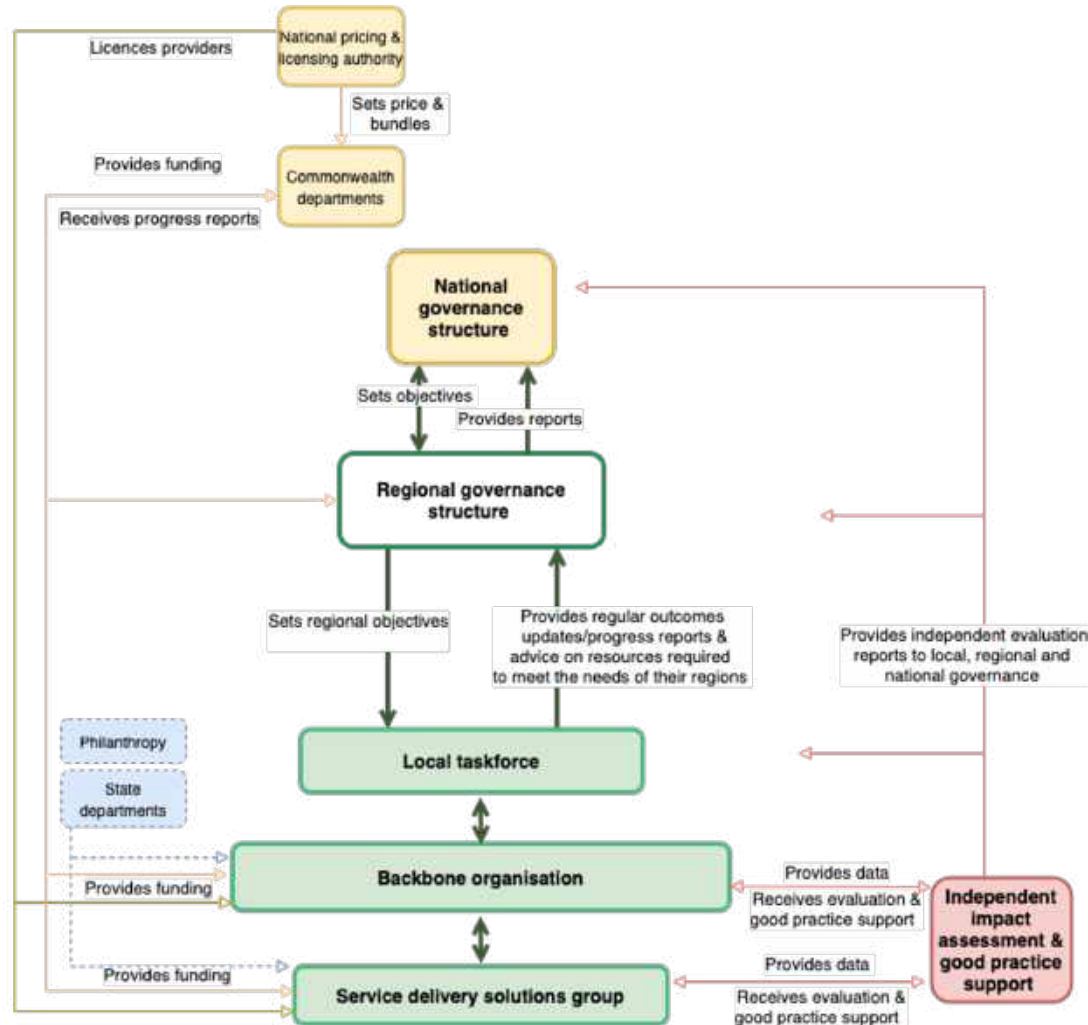 Licences providers
National pricing &
licensing authority
Sets price &
bundles
Provides funding
Commonwealth
departments
Receives progress reports
National
governance
structure
Sets objectives
Provides reports
Regional governance
structure
Sets regional objectives
Provides regular outcomes
updates/progress reports &
advice on resources required
to meet the needs of their regions
Provides independent evaluation
reports to local, regional and
national governance
Philanthropy
State
departments
Local taskforce
Backbone organisation
Provides funding
Provides data
Receives evaluation &
good practice support
Independent
impact
assessment &
good practice
support
Provides funding
Service delivery solutions group
Provides data
Receives evaluation &
good practice support